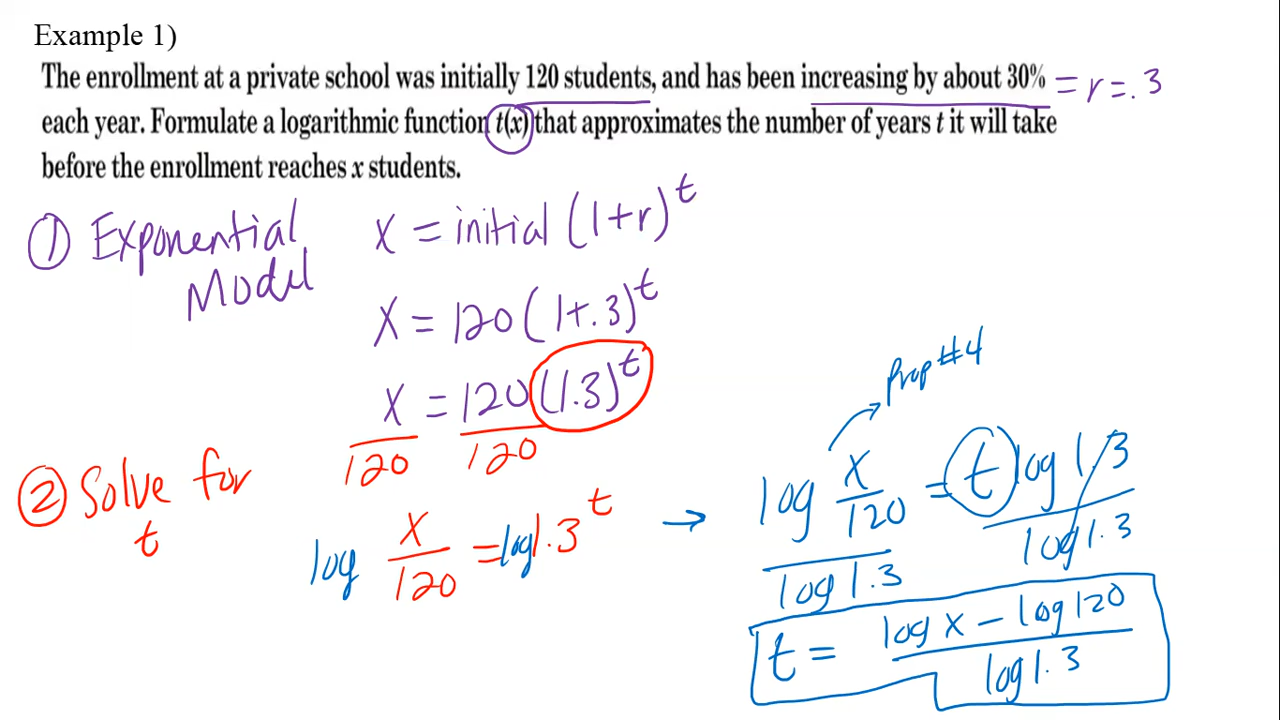 Example 1)
The enrollment at a private school was initially 120 students, and has been increasing by about 30% = r = .3
each year. Formulate a logarithmic function t(x) that approximates the number of years t it will take
before the enrollment reaches x students.
① Exponential Model
x = initial (1+r)^t
x = 120 (1+.3)^t
x = 120 (1.3)^t
120 120
② Solve for t
log x/120 = log 1.3^t
→
Prop #4
log x/120 = t log 1.3
log 1.3 log 1.3
t = (log x − log 120)/log 1.3